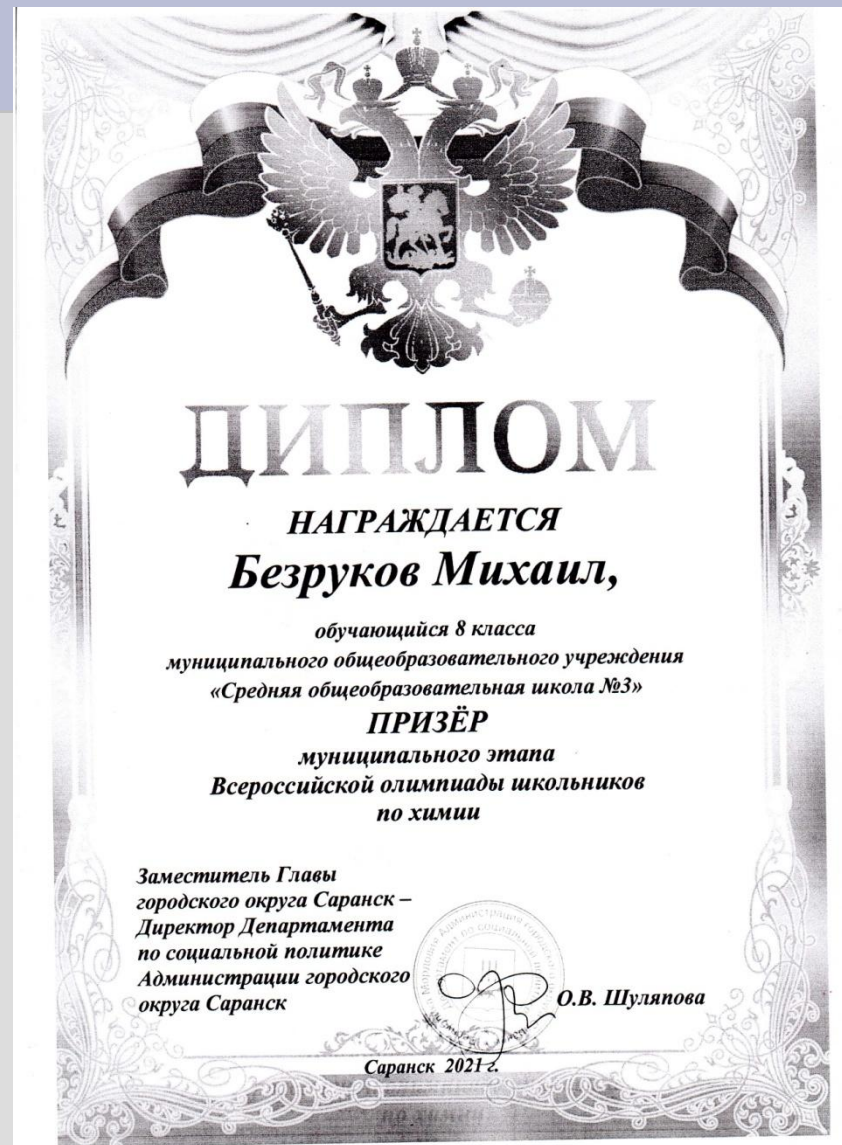 ДИПЛОМ
НАГРАЖДАЕТСЯ
Безруков Михаил,
обучающийся 8 класса
муниципального общеобразовательного учреждения
«Средняя общеобразовательная школа №3»
ПРИЗЁР
муниципального этапа
Всероссийской олимпиады школьников
по химии
Заместитель Главы
городского округа Саранск –
Директор Департамента
по социальной политике
Администрации городского
округа Саранск
О.В. Шуляпова
Саранск 2021 г.
по химии